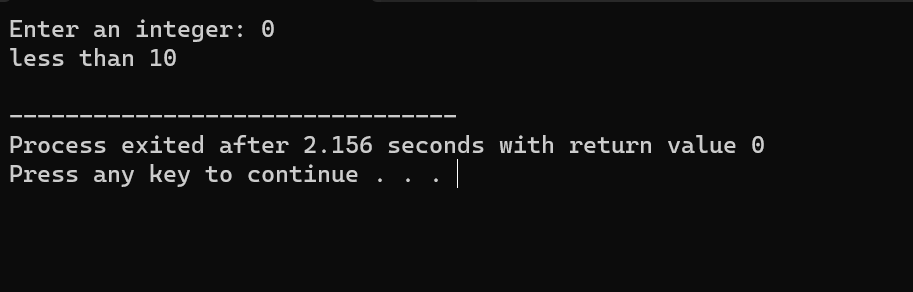 Enter an integer: 0
less than 10
--------------------------------
Process exited after 2.156 seconds with return value 0
Press any key to continue . . .